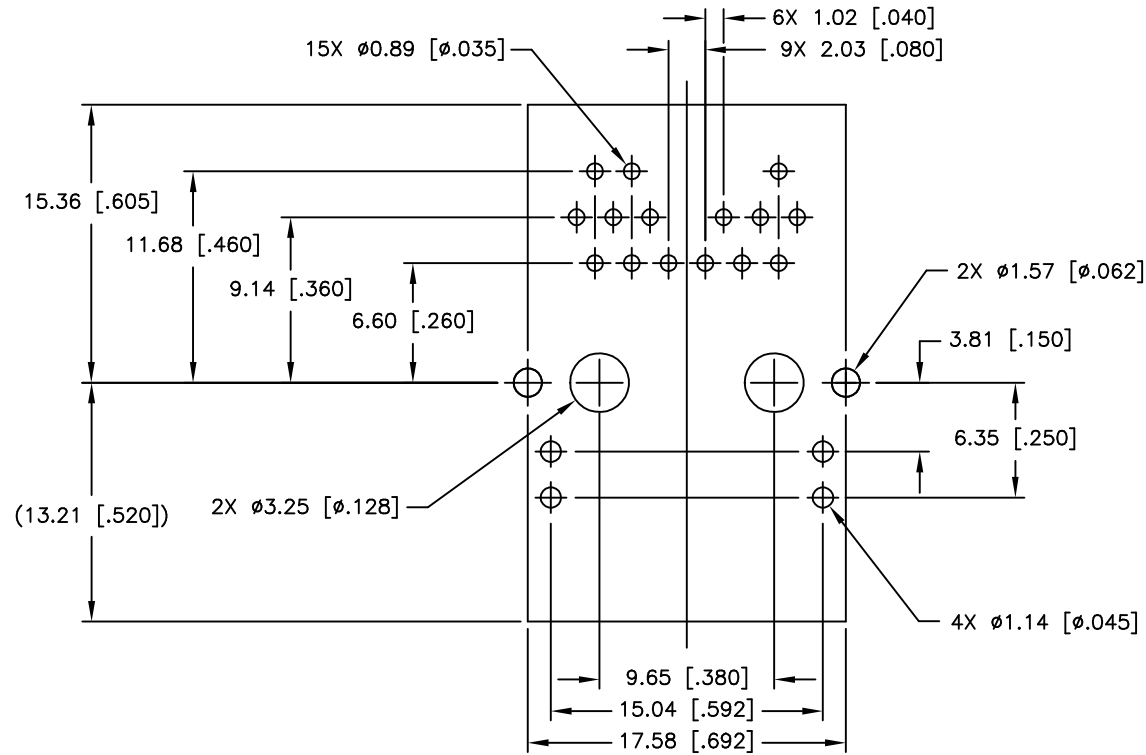 6X 1.02 [.040]
15X ø0.89 [ø.035]
9X 2.03 [.080]
15.36 [.605]
11.68 [.460]
9.14 [.360]
6.60 [.260]
2X ø1.57 [ø.062]
3.81 [.150]
6.35 [.250]
2X ø3.25 [ø.128]
(13.21 [.520])
4X ø1.14 [ø.045]
9.65 [.380]
15.04 [.592]
17.58 [.692]